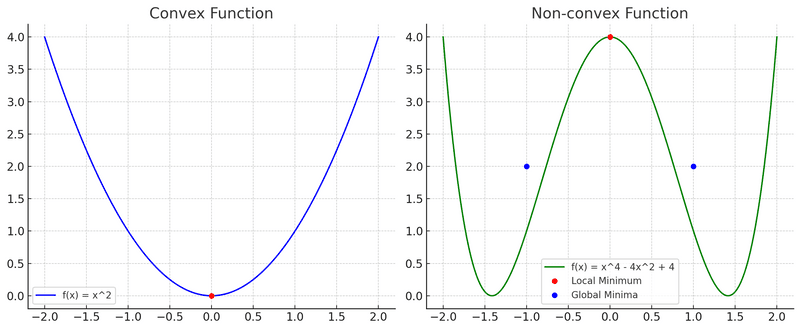 Convex Function
4.0
3.5
3.0
2.5
2.0
1.5
1.0
0.5
0.0
−2.0 −1.5 −1.0 −0.5 0.0 0.5 1.0 1.5 2.0
f(x) = x^2
Non-convex Function
4.0
3.5
3.0
2.5
2.0
1.5
1.0
0.5
0.0
−2.0 −1.5 −1.0 −0.5 0.0 0.5 1.0 1.5 2.0
f(x) = x^4 - 4x^2 + 4
Local Minimum
Global Minima